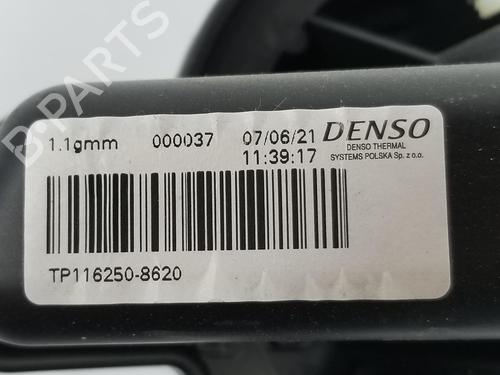 B-PARTS
1.1gmm 000037 07/06/21 DENSO
11:39:17 DENSO THERMAL
SYSTEMS POLSKA Sp. z o.o.
TP116250-8620